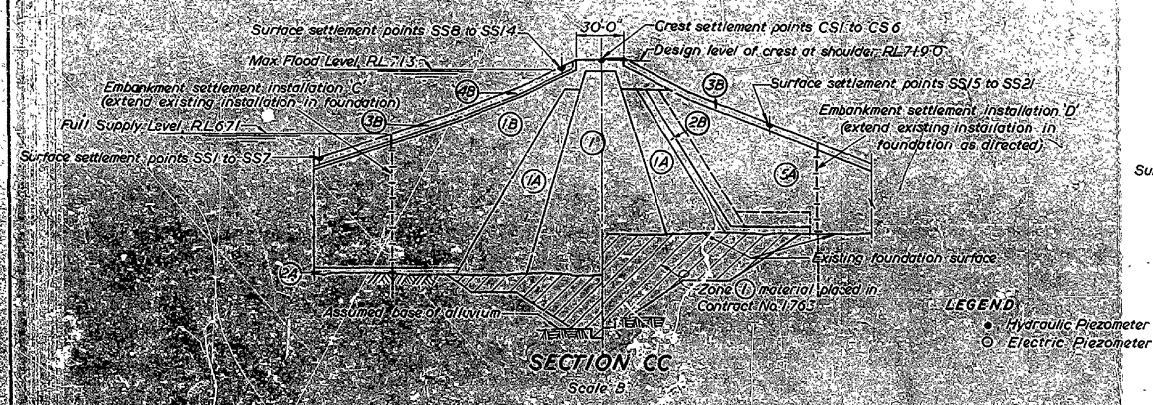 30'-0"
Surface settlement points SS8 to SS14
Crest settlement points CS1 to CS6
Design level of crest at shoulder RL719·0
Max Flood Level, RL713
4B
3B
Surface settlement points SS15 to SS21
Embankment settlement installation 'C'
(extend existing installation in foundation)
Embankment settlement installation 'D'
(extend existing installation in
foundation as directed)
Full Supply Level, RL671
3B
1B
1
2B
Surface settlement points SS1 to SS7
1A
1A
5A
2A
Existing foundation surface
Zone 1 material placed in
Contract No.1763
Assumed base of alluvium
LEGEND
Hydraulic Piezometer
Electric Piezometer
SECTION CC
Scale B